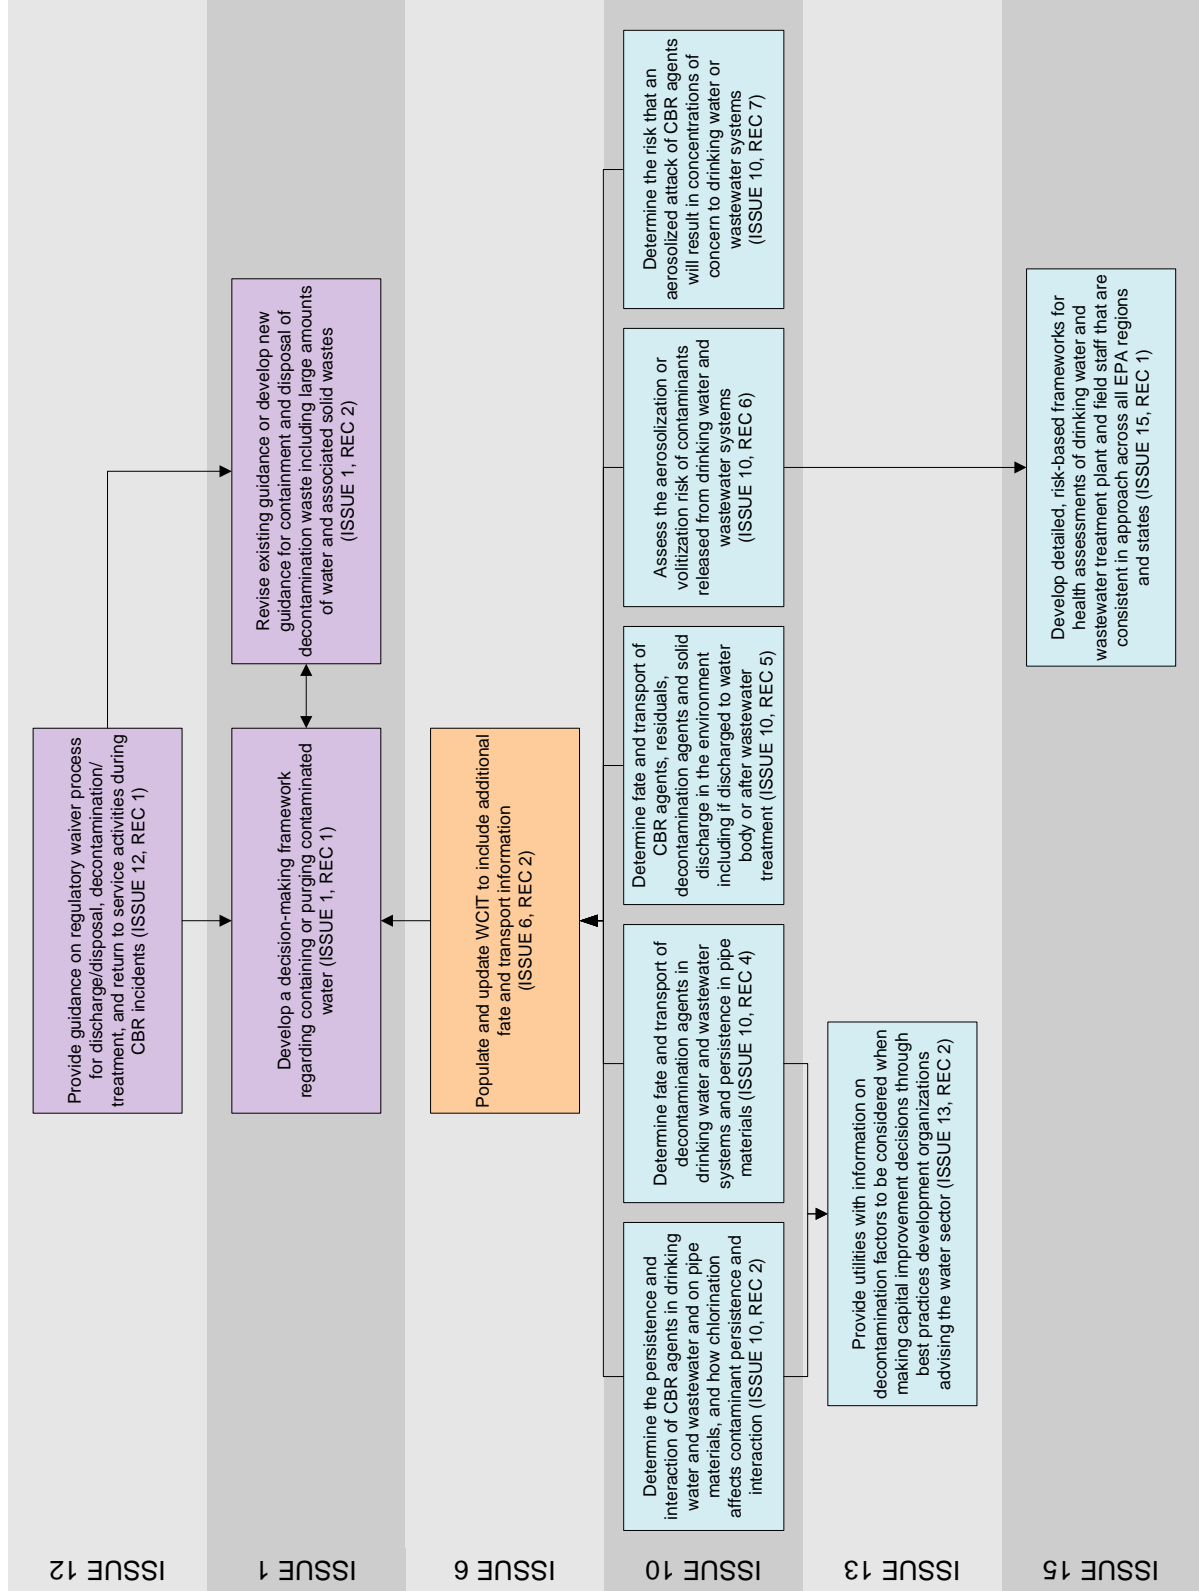 ISSUE 12
Provide guidance on regulatory waiver process
for discharge/disposal, decontamination/
treatment, and return to service activities during
CBR incidents (ISSUE 12, REC 1)
ISSUE 1
Develop a decision-making framework
regarding containing or purging contaminated
water (ISSUE 1, REC 1)
Revise existing guidance or develop new
guidance for containment and disposal of
decontamination waste including large amounts
of water and associated solid wastes
(ISSUE 1, REC 2)
ISSUE 6
Populate and update WCIT to include additional
fate and transport information
(ISSUE 6, REC 2)
ISSUE 10
Determine the persistence and
interaction of CBR agents in drinking
water and wastewater and on pipe
materials, and how chlorination
affects contaminant persistence and
interaction (ISSUE 10, REC 2)
Determine fate and transport of
decontamination agents in
drinking water and wastewater
systems and persistence in pipe
materials (ISSUE 10, REC 4)
Determine fate and transport of
CBR agents, residuals,
decontamination agents and solid
discharge in the environment
including if discharged to water
body or after wastewater
treatment (ISSUE 10, REC 5)
Assess the aerosolization or
volitization risk of contaminants
released from drinking water and
wastewater systems
(ISSUE 10, REC 6)
Determine the risk that an
aerosolized attack of CBR agents
will result in concentrations of
concern to drinking water or
wastewater systems
(ISSUE 10, REC 7)
ISSUE 13
Provide utilities with information on
decontamination factors to be considered when
making capital improvement decisions through
best practices development organizations
advising the water sector (ISSUE 13, REC 2)
ISSUE 15
Develop detailed, risk-based frameworks for
health assessments of drinking water and
wastewater treatment plant and field staff that are
consistent in approach across all EPA regions
and states (ISSUE 15, REC 1)